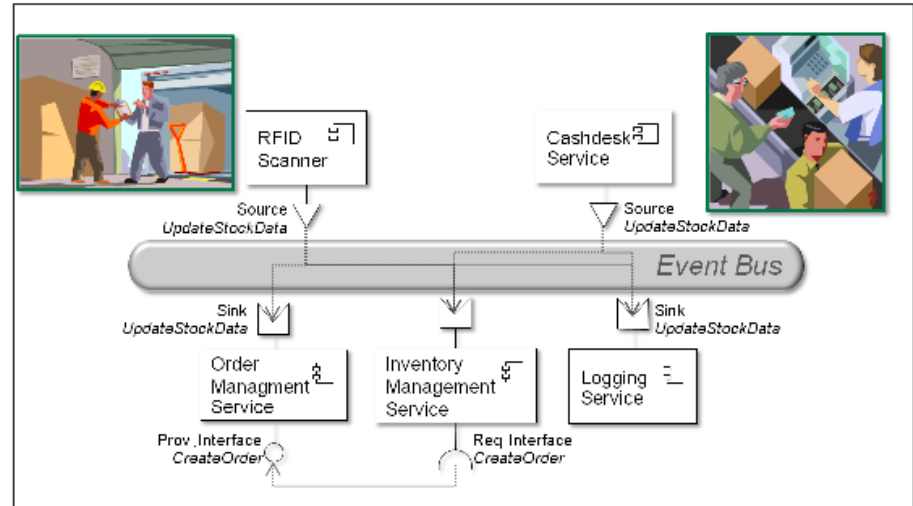 RFID
Scanner
Cashdesk
Service
Source
UpdateStockData
Source
UpdateStockData
Event Bus
Sink
UpdateStockData
Sink
UpdateStockData
Order
Managment
Service
Inventory
Management
Service
Logging
Service
Prov.Interface
CreateOrder
Req Interface
CreateOrder